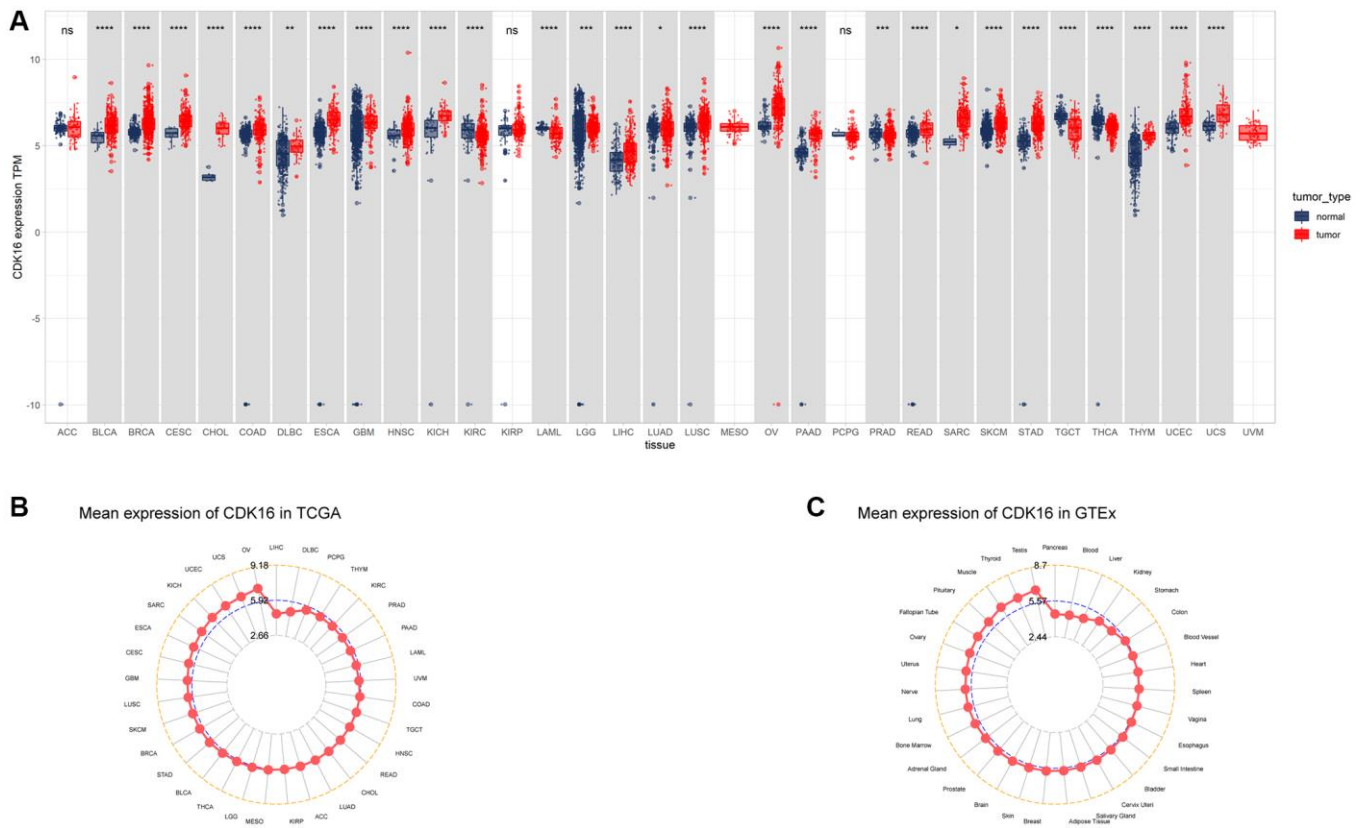 A
ns **** **** **** **** **** ** **** **** **** **** **** ns **** *** **** * **** **** **** ns *** **** * **** **** **** **** **** **** ****
CDK16 expression TPM
10
5
0
-5
-10
ACC BLCA BRCA CESC CHOL COAD DLBC ESCA GBM HNSC KICH KIRC KIRP LAML LGG LIHC LUAD LUSC MESO OV PAAD PCPG PRAD READ SARC SKCM STAD TGCT THCA THYM UCEC UCS UVM
tissue
tumor_type
normal
tumor
B
Mean expression of CDK16 in TCGA
9.18
5.92
2.66
LIHC
DLBC
PCPG
THYM
KIRC
PRAD
PAAD
LAML
UVM
COAD
TGCT
HNSC
READ
CHOL
LUAD
ACC
KIRP
MESO
LGG
THCA
BLCA
STAD
BRCA
SKCM
LUSC
GBM
CESC
ESCA
SARC
KICH
UCEC
UCS
OV
C
Mean expression of CDK16 in GTEx
8.7
5.57
2.44
Pancreas
Blood
Liver
Kidney
Stomach
Colon
Blood Vessel
Heart
Spleen
Vagina
Esophagus
Small Intestine
Bladder
Cervix Uteri
Salivary Gland
Adipose Tissue
Breast
Skin
Brain
Prostate
Adrenal Gland
Bone Marrow
Lung
Nerve
Uterus
Ovary
Fallopian Tube
Pituitary
Muscle
Thyroid
Testis